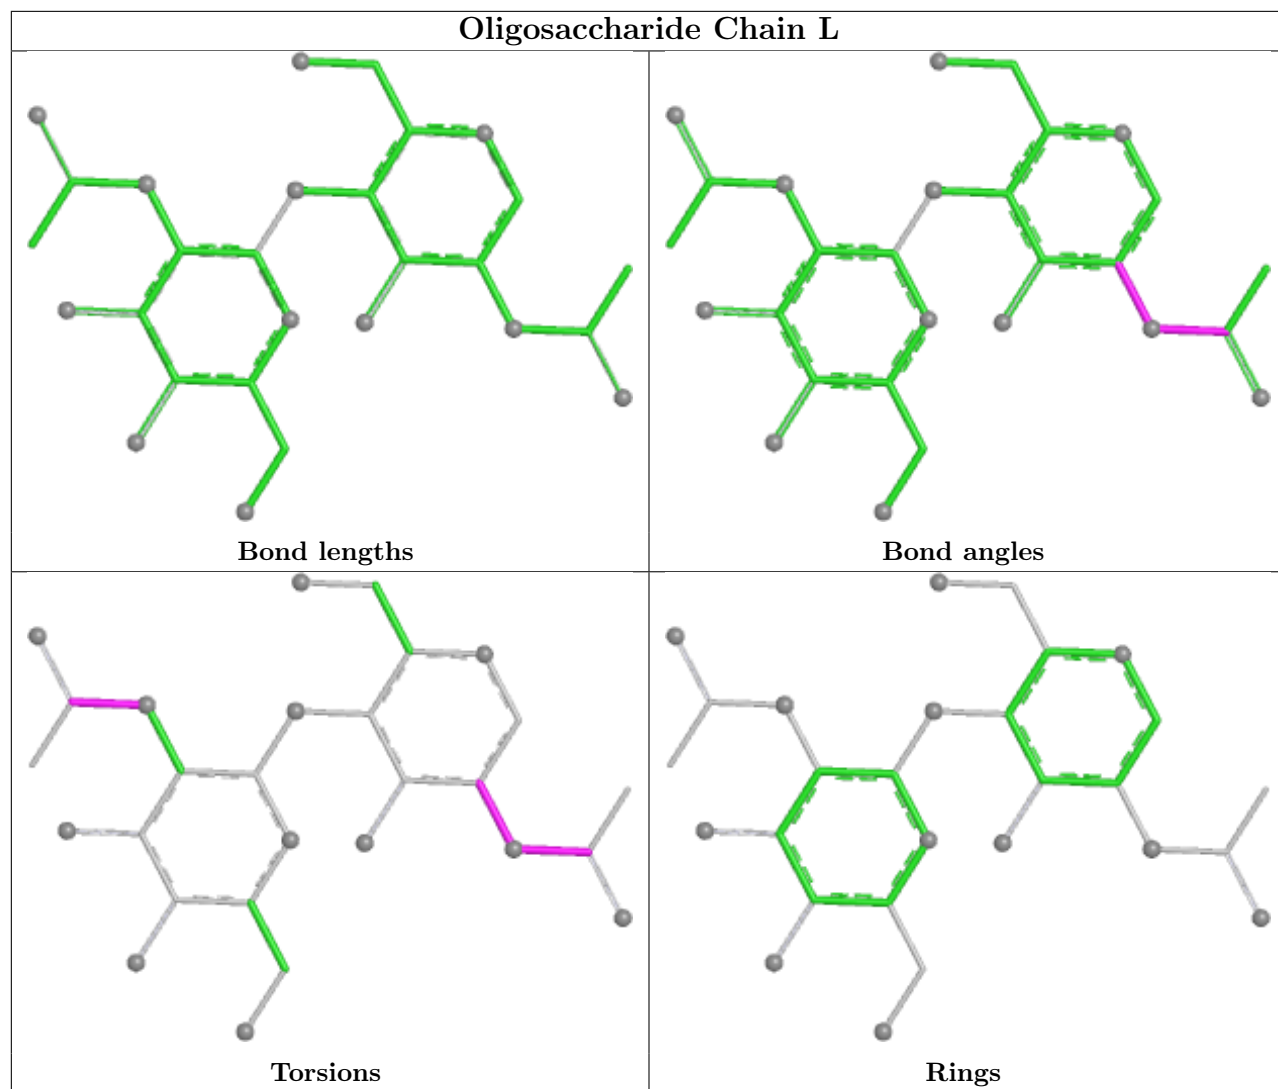 Oligosaccharide Chain L
Bond lengths
Bond angles
Torsions
Rings